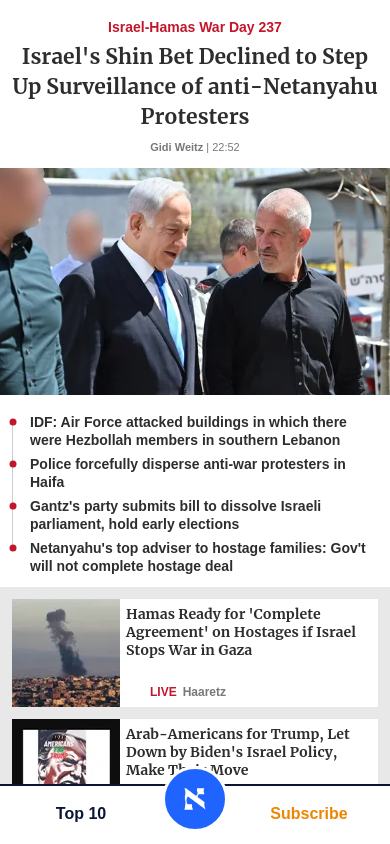 Israel-Hamas War Day 237
Israel's Shin Bet Declined to Step
Up Surveillance of anti-Netanyahu
Protesters
Gidi Weitz | 22:52
IDF: Air Force attacked buildings in which there
were Hezbollah members in southern Lebanon
Police forcefully disperse anti-war protesters in
Haifa
Gantz's party submits bill to dissolve Israeli
parliament, hold early elections
Netanyahu's top adviser to hostage families: Gov't
will not complete hostage deal
Hamas Ready for 'Complete
Agreement' on Hostages if Israel
Stops War in Gaza
LIVE Haaretz
AMERICANS
Arab-Americans for Trump, Let
Down by Biden's Israel Policy,
Make Move
Top 10
Subscribe